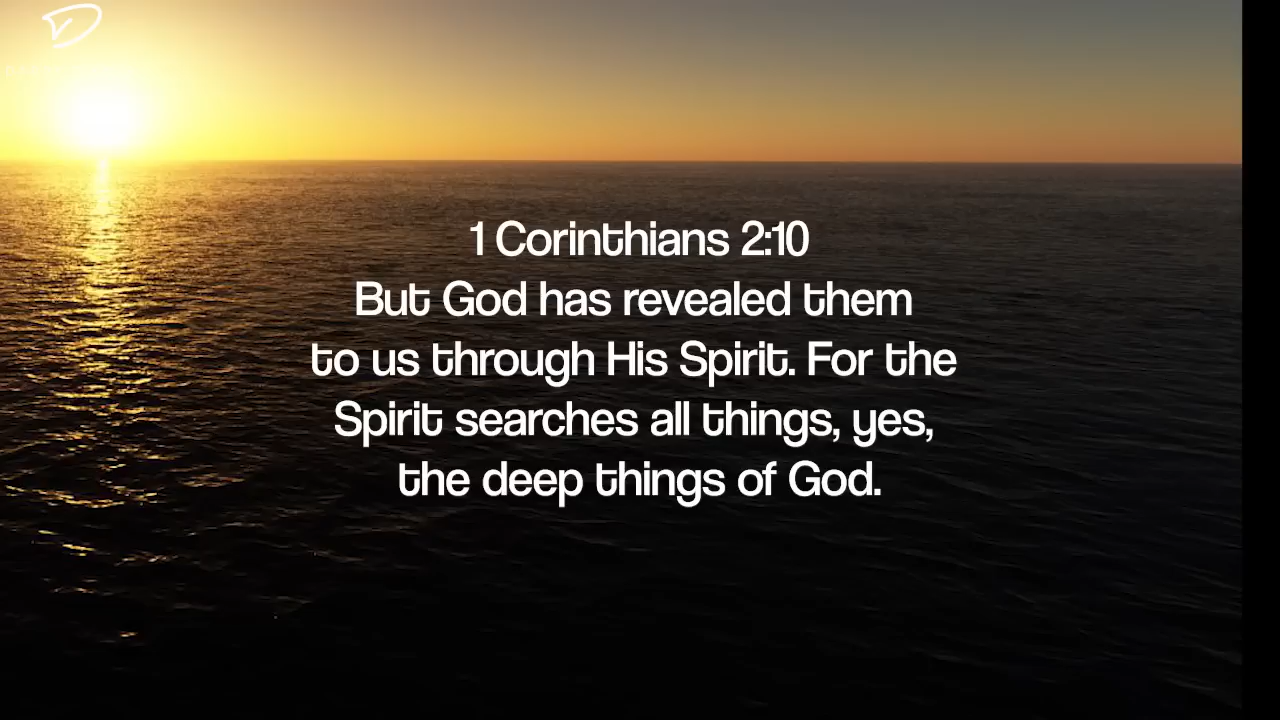 1 Corinthians 2:10
But God has revealed them
to us through His Spirit. For the
Spirit searches all things, yes,
the deep things of God.